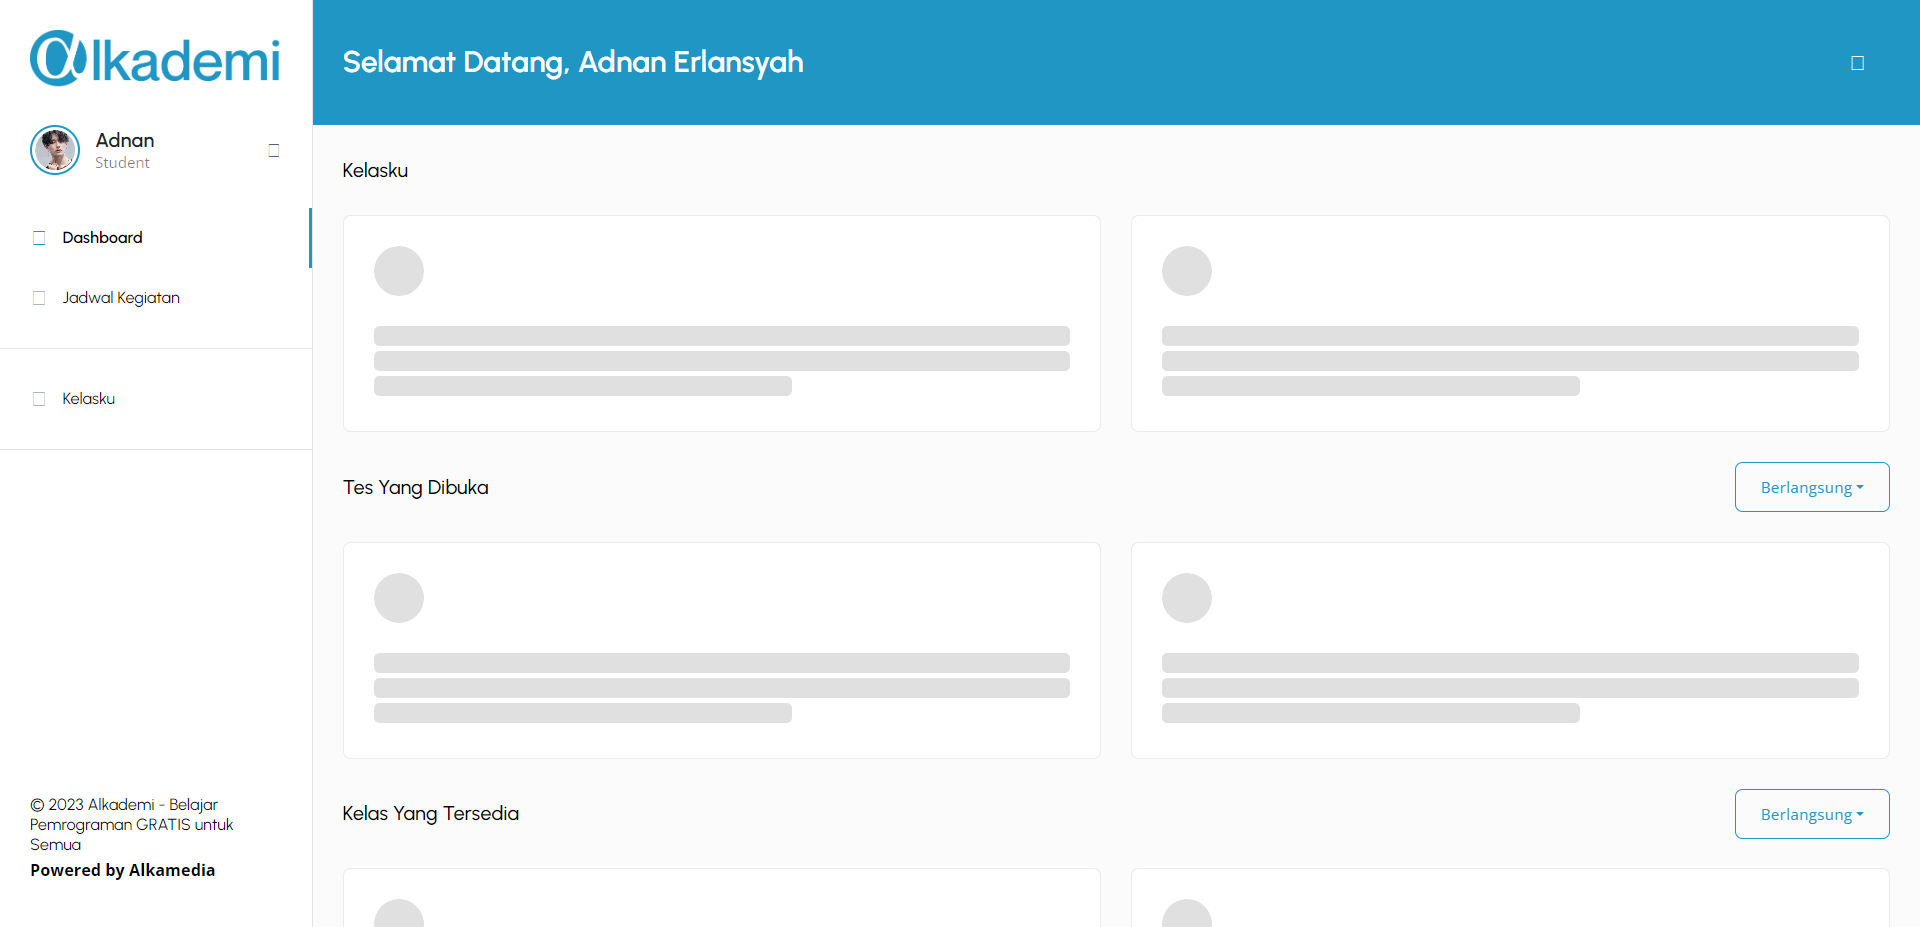 alkademi
Selamat Datang, Adnan Erlansyah
Adnan
Student
Dashboard
Jadwal Kegiatan
Kelasku
© 2023 Alkademi - Belajar
Pemrograman GRATIS untuk
Semua
Powered by Alkamedia
Kelasku
Tes Yang Dibuka
Berlangsung
Kelas Yang Tersedia
Berlangsung